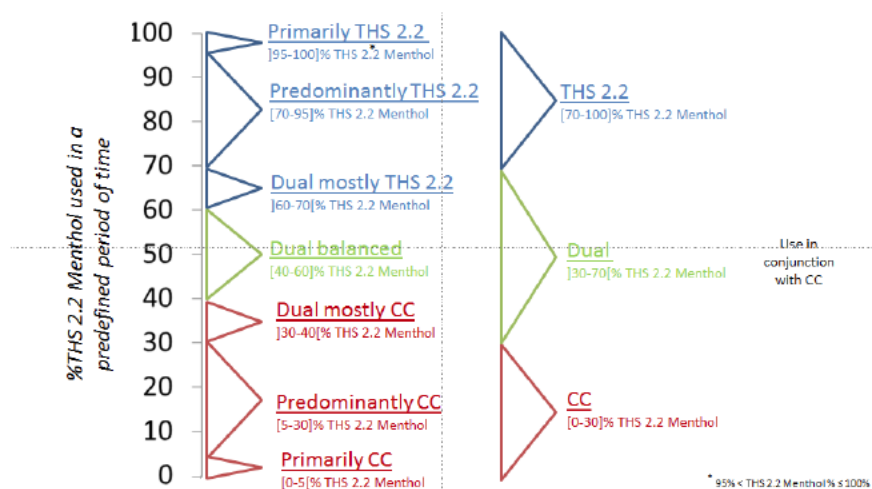 %THS 2.2 Menthol used in a
predefined period of time
100
90
80
70
60
50
40
30
20
10
0
Primarily THS 2.2
]95-100]% THS 2.2 Menthol
*
Predominantly THS 2.2
[70-95]% THS 2.2 Menthol
Dual mostly THS 2.2
]60-70[% THS 2.2 Menthol
Dual balanced
[40-60]% THS 2.2 Menthol
Dual mostly CC
]30-40[% THS 2.2 Menthol
Predominantly CC
[5-30]% THS 2.2 Menthol
Primarily CC
[0-5[% THS 2.2 Menthol
THS 2.2
[70-100]% THS 2.2 Menthol
Dual
]30-70[% THS 2.2 Menthol
CC
[0-30]% THS 2.2 Menthol
Use in
conjunction
with CC
* 95% < THS 2.2 Menthol % ≤ 100%